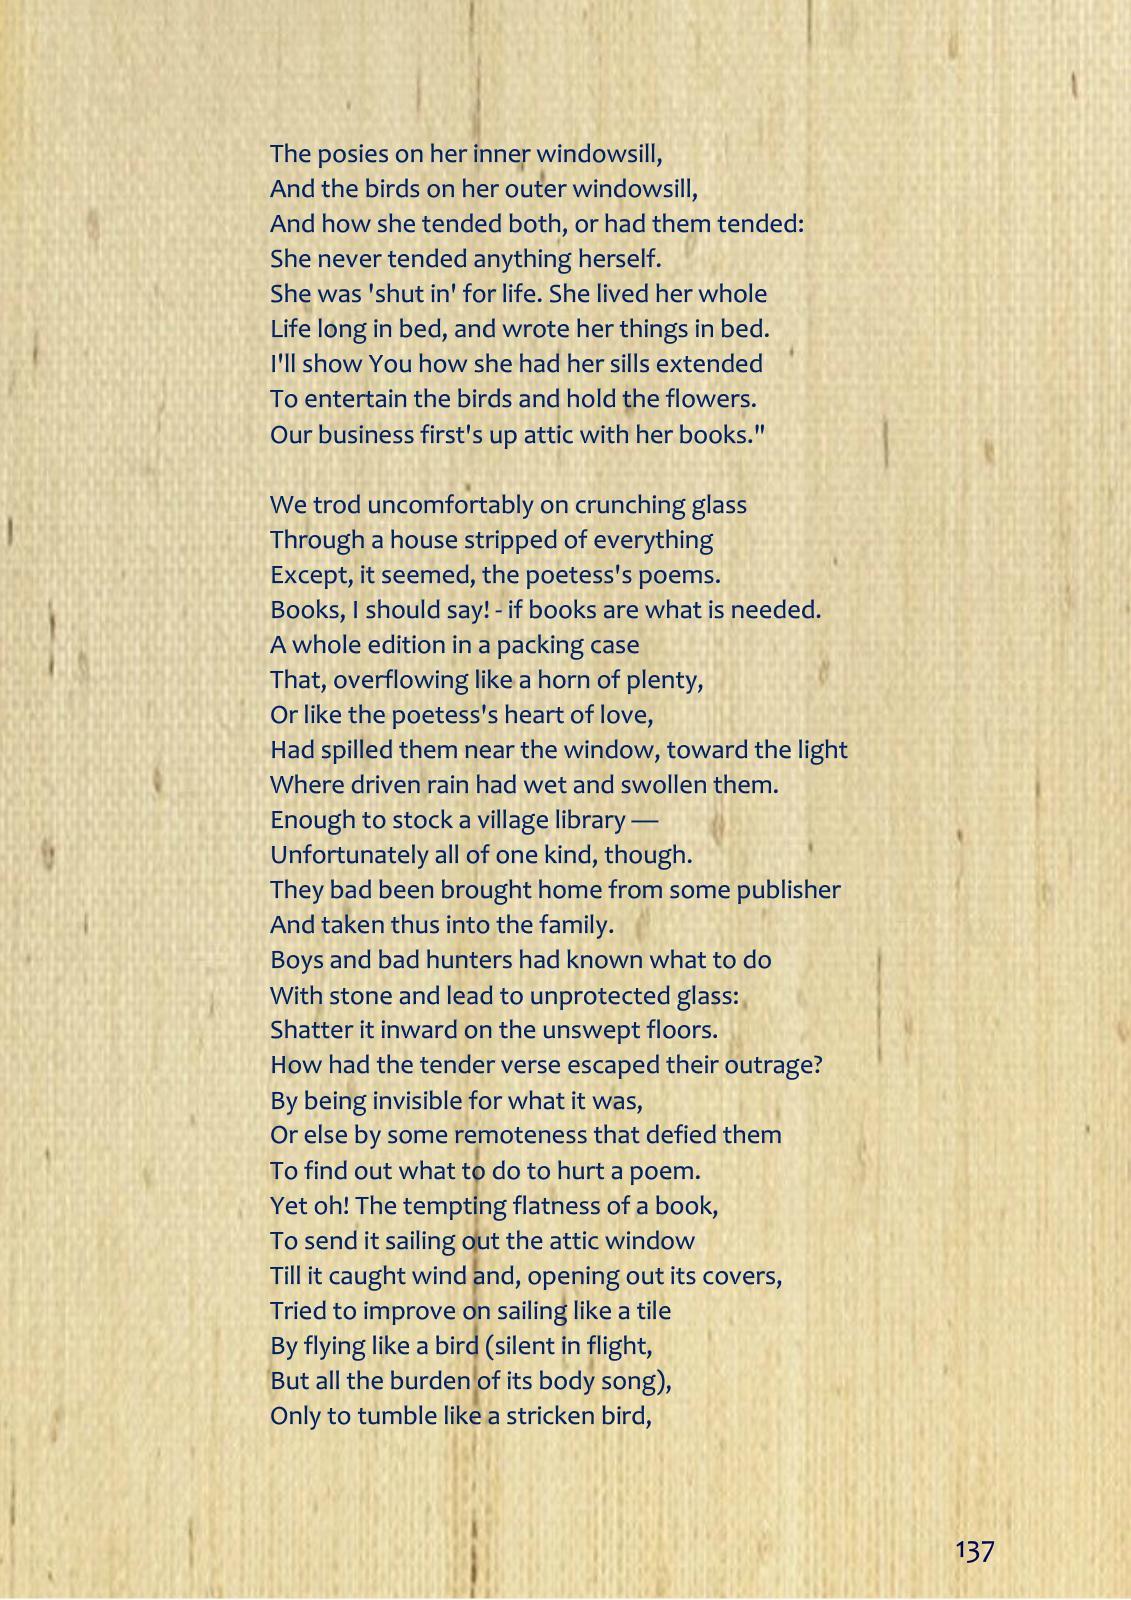 The posies on her inner windowsill,
And the birds on her outer windowsill,
And how she tended both, or had them tended:
She never tended anything herself.
She was 'shut in' for life. She lived her whole
Life long in bed, and wrote her things in bed.
I'll show You how she had her sills extended
To entertain the birds and hold the flowers.
Our business first's up attic with her books."
We trod uncomfortably on crunching glass
Through a house stripped of everything
Except, it seemed, the poetess's poems.
Books, I should say! - if books are what is needed.
A whole edition in a packing case
That, overflowing like a horn of plenty,
Or like the poetess's heart of love,
Had spilled them near the window, toward the light
Where driven rain had wet and swollen them.
Enough to stock a village library —
Unfortunately all of one kind, though.
They bad been brought home from some publisher
And taken thus into the family.
Boys and bad hunters had known what to do
With stone and lead to unprotected glass:
Shatter it inward on the unswept floors.
How had the tender verse escaped their outrage?
By being invisible for what it was,
Or else by some remoteness that defied them
To find out what to do to hurt a poem.
Yet oh! The tempting flatness of a book,
To send it sailing out the attic window
Till it caught wind and, opening out its covers,
Tried to improve on sailing like a tile
By flying like a bird (silent in flight,
But all the burden of its body song),
Only to tumble like a stricken bird,
137